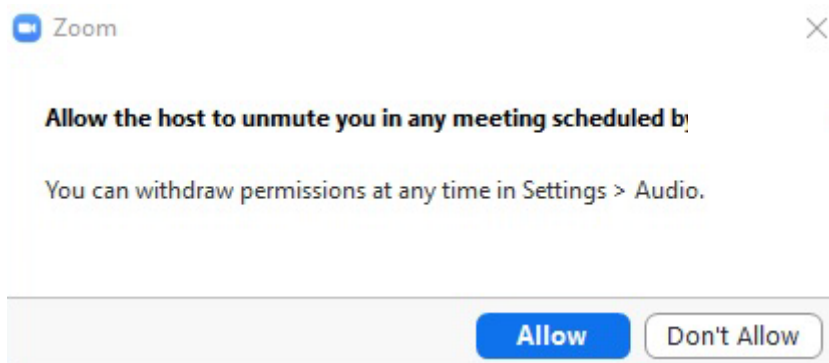 Zoom
Allow the host to unmute you in any meeting scheduled by
You can withdraw permissions at any time in Settings > Audio.
Allow
Don't Allow